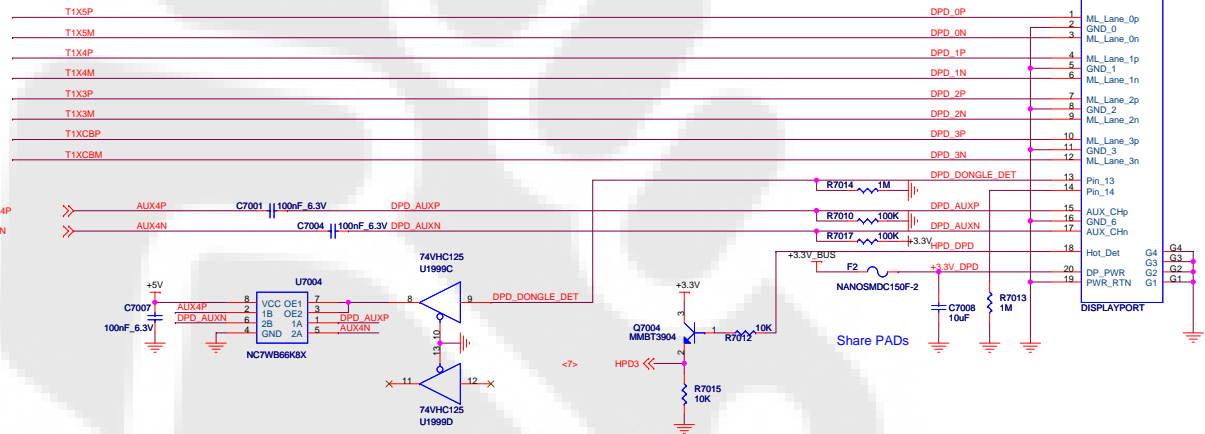 T1X5P DPD_0P 1 ML_Lane_0p
2 GND_0
T1X5M DPD_0N 3 ML_Lane_0n
T1X4P DPD_1P 4 ML_Lane_1p
5 GND_1
T1X4M DPD_1N 6 ML_Lane_1n
T1X3P DPD_2P 7 ML_Lane_2p
8 GND_2
T1X3M DPD_2N 9 ML_Lane_2n
T1XCBP DPD_3P 10 ML_Lane_3p
11 GND_3
T1XCBM DPD_3N 12 ML_Lane_3n
DPD_DONGLE_DET 13 Pin_13
R7014 1M 14 Pin_14
4P AUX4P C7001 100nF_6.3V DPD_AUXP DPD_AUXP 15 AUX_CHp
R7010 100K 16 GND_6
N AUX4N C7004 100nF_6.3V DPD_AUXN DPD_AUXN 17 AUX_CHn
R7017 100K +3.3V
HPD_DPD 18 Hot_Det G4 G4
G3 G3
+3.3V_BUS F2 +3.3V_DPD 20 DP_PWR G2 G2
19 PWR_RTN G1 G1
NANOSMDC150F-2
DISPLAYPORT
74VHC125
U1999C
+5V U7004
8 VCC OE1 7 8 9 DPD_DONGLE_DET
C7007 AUX4P 6 1B OE2 3
100nF_6.3V DPD_AUXN 2 2B 1A 1 DPD_AUXP
4 GND 2A 5 AUX4N
NC7WB66K8X
10
13
11 12
74VHC125
U1999D
+3.3V
3
Q7004
MMBT3904
1 10K
R7012
2
<7> HPD3
R7015
10K
C7008
10uF
R7013
1M
Share PADs